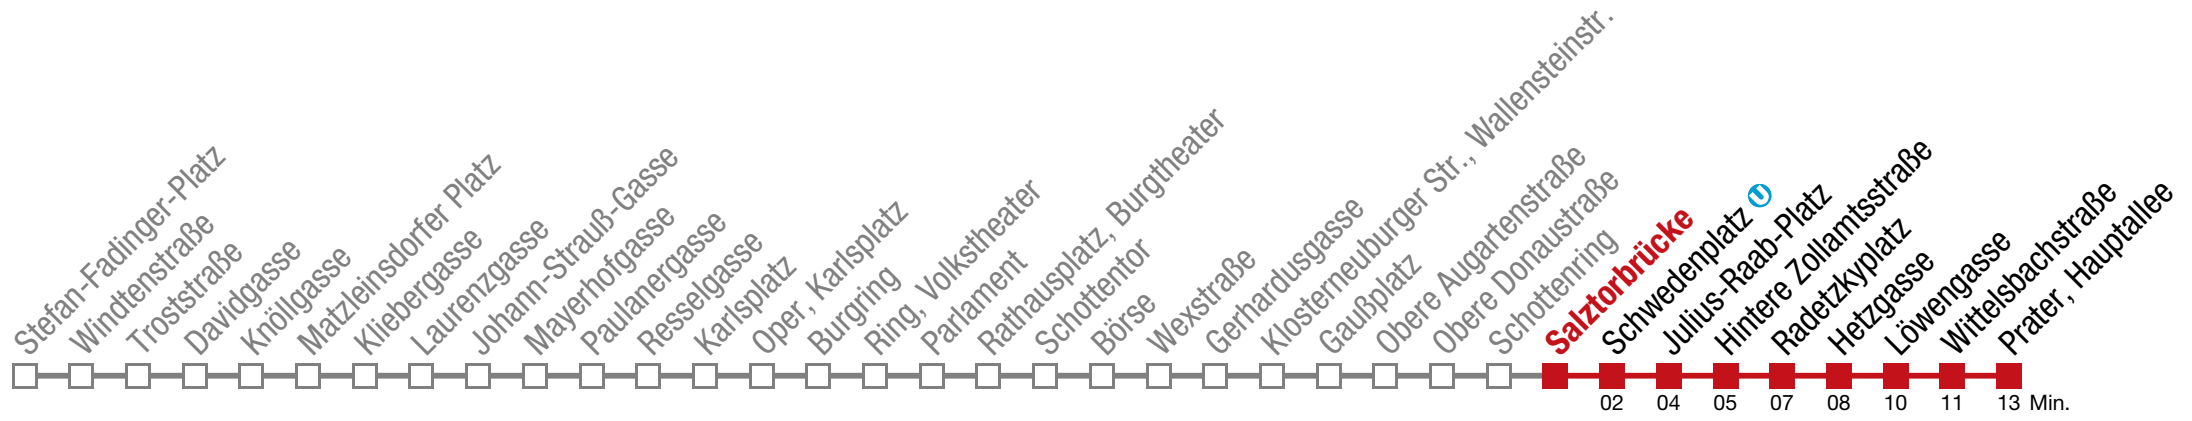 Stefan-Fadinger-Platz
Windtenstraße
Troststraße
Davidgasse
Knöllgasse
Matzleinsdorfer Platz
Kliebergasse
Laurenzgasse
Johann-Strauß-Gasse
Mayerhofgasse
Paulanergasse
Resselgasse
Karlsplatz
Oper, Karlsplatz
Burgring
Ring, Volkstheater
Parlament
Rathausplatz, Burgtheater
Schottentor
Börse
Wexstraße
Gerhardusgasse
Klosterneuburger Str., Wallensteinstr.
Gaußplatz
Obere Augartenstraße
Obere Donaustraße
Schottenring
Salztorbrücke
Schwedenplatz U
Julius-Raab-Platz
Hintere Zollamtsstraße
Radetzkyplatz
Hetzgasse
Löwengasse
Wittelsbachstraße
Prater, Hauptallee
02 04 05 07 08 10 11 13 Min.